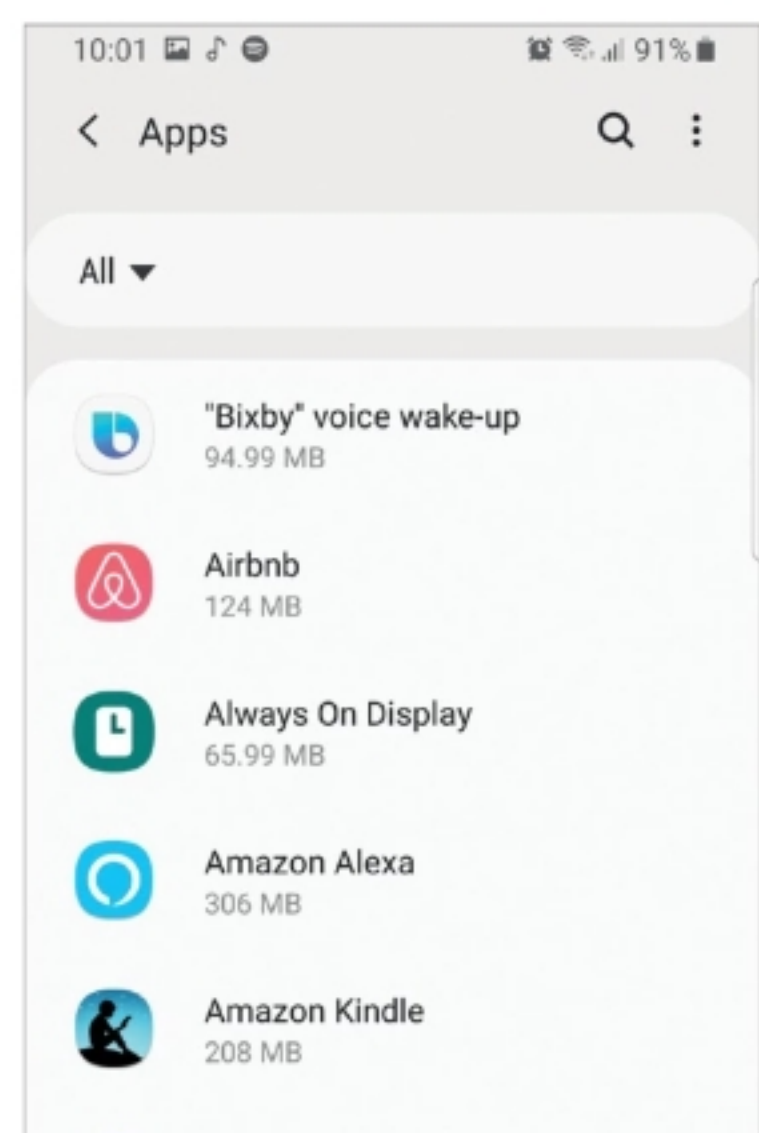 10:01 91%
Apps
All
"Bixby" voice wake-up
94.99 MB
Airbnb
124 MB
Always On Display
65.99 MB
Amazon Alexa
306 MB
Amazon Kindle
208 MB